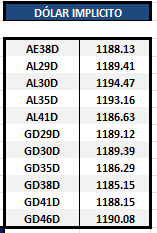 DÓLAR IMPLICITO
AE38D 1188.13
AL29D 1189.41
AL30D 1194.47
AL35D 1193.16
AL41D 1186.63
GD29D 1189.12
GD30D 1189.39
GD35D 1186.29
GD38D 1185.15
GD41D 1188.15
GD46D 1190.08